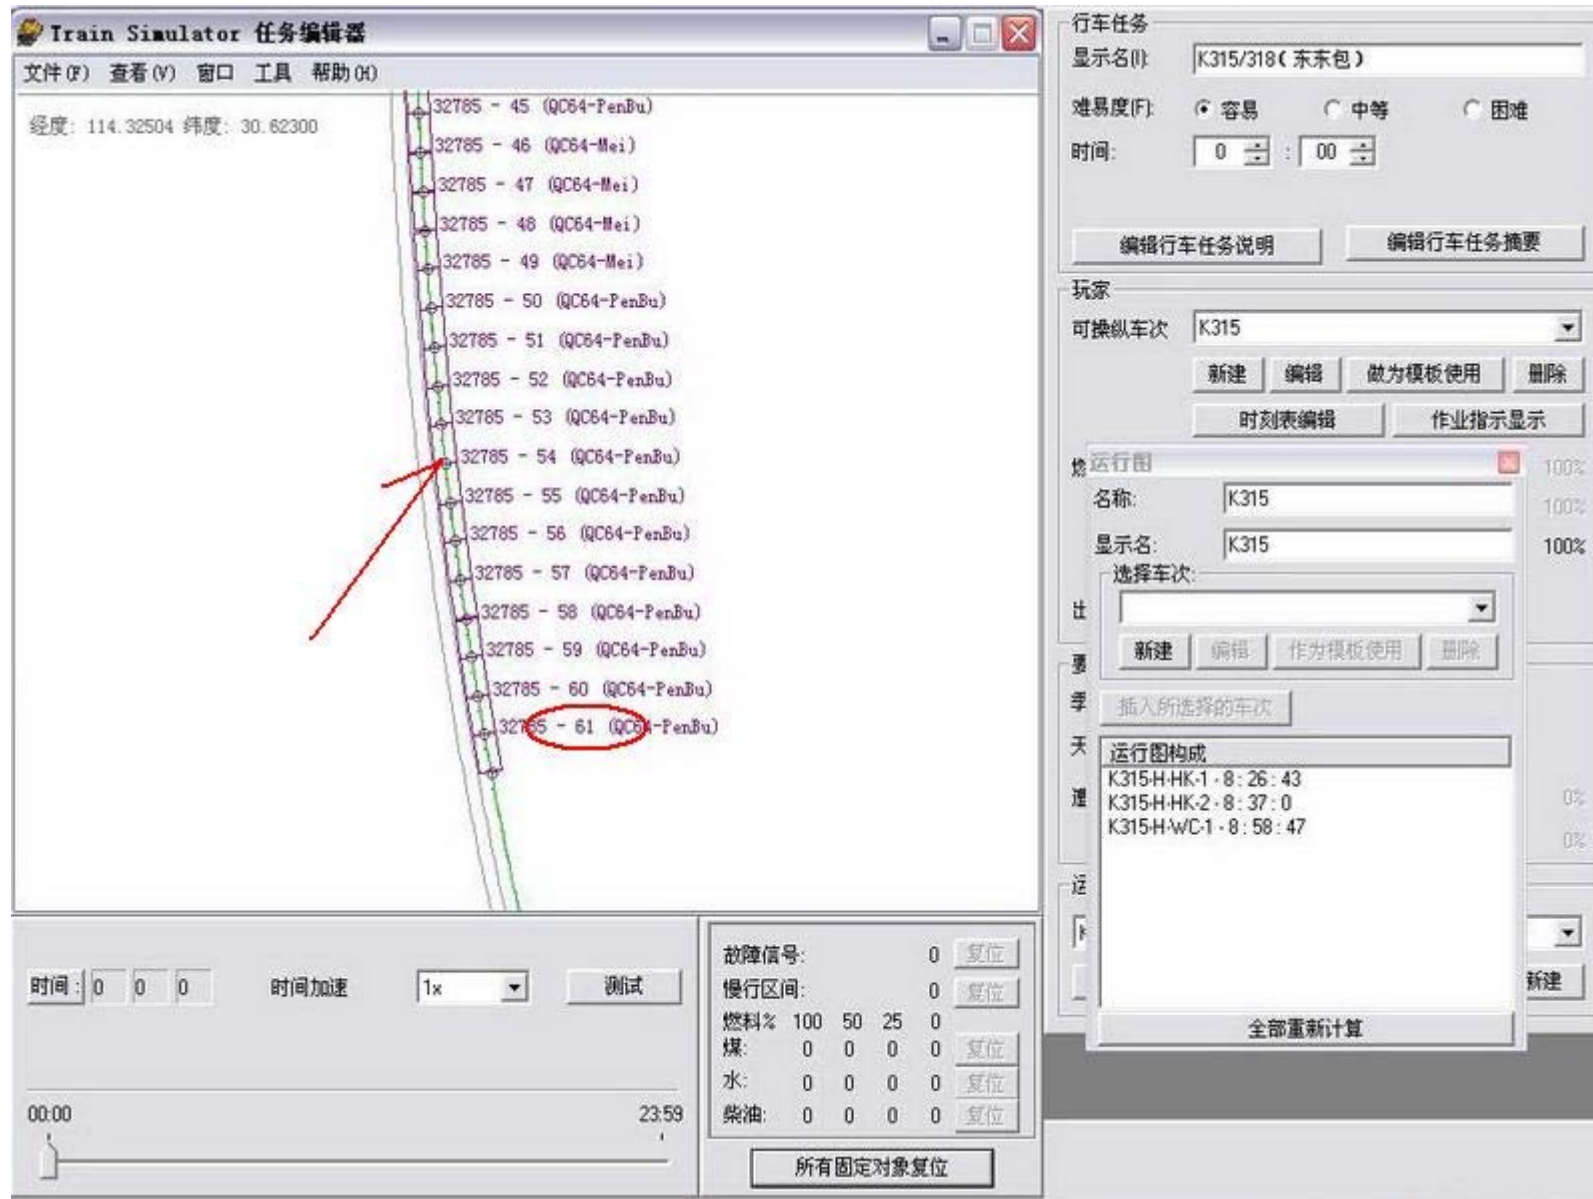 Train Simulator 任务编辑器
文件(F) 查看(V) 窗口 工具 帮助(H)
经度: 114.32504 纬度: 30.62300
32785 - 45 (QC64-PenBu)
32785 - 46 (QC64-Mei)
32785 - 47 (QC64-Mei)
32785 - 48 (QC64-Mei)
32785 - 49 (QC64-Mei)
32785 - 50 (QC64-PenBu)
32785 - 51 (QC64-PenBu)
32785 - 52 (QC64-PenBu)
32785 - 53 (QC64-PenBu)
32785 - 54 (QC64-PenBu)
32785 - 55 (QC64-PenBu)
32785 - 56 (QC64-PenBu)
32785 - 57 (QC64-PenBu)
32785 - 58 (QC64-PenBu)
32785 - 59 (QC64-PenBu)
32785 - 60 (QC64-PenBu)
32785 - 61 (QC64-PenBu)
时间: 0 0 0 时间加速 1x 测试
00:00 23:59
故障信号: 0 复位
慢行区间: 0 复位
燃料% 100 50 25 0
煤: 0 0 0 0 复位
水: 0 0 0 0 复位
柴油: 0 0 0 0 复位
所有固定对象复位
行车任务
显示名(I): K315/318(东东包)
难易度(F): 容易 中等 困难
时间: 0 : 00
编辑行车任务说明 编辑行车任务摘要
玩家
可操纵车次 K315
新建 编辑 做为模板使用 删除
时刻表编辑 作业指示显示
运行图
100%
名称: K315
100%
显示名: K315
100%
选择车次:
新建 编辑 作为模板使用 删除
季
插入所选择的车次
天
运行图构成
K315-H-HK-1 - 8 : 26 : 43
K315-H-HK-2 - 8 : 37 : 0
K315-H-WC-1 - 8 : 58 : 47
0%
0%
运
新建
全部重新计算